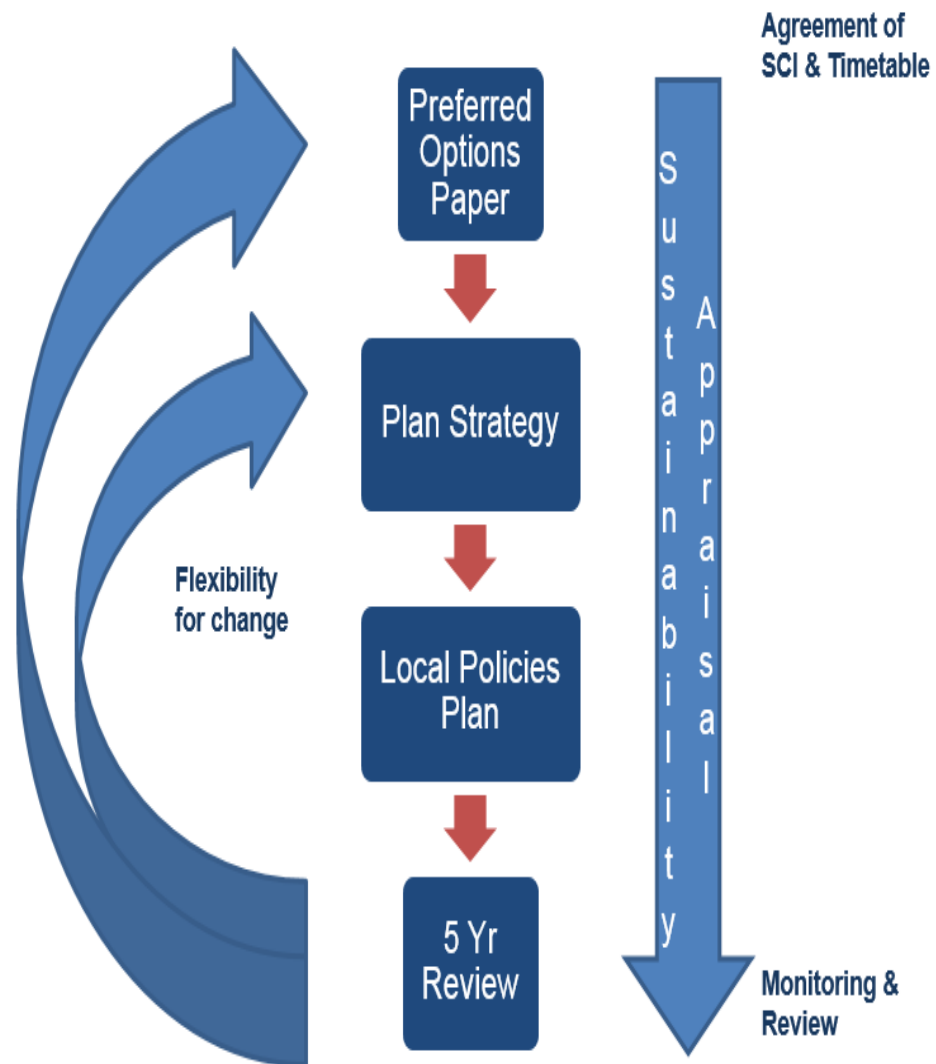 Agreement of
SCI & Timetable
Preferred
Options
Paper
Plan Strategy
Flexibility
for change
Local Policies
Plan
5 Yr
Review
Sustainability
Appraisal
Monitoring &
Review